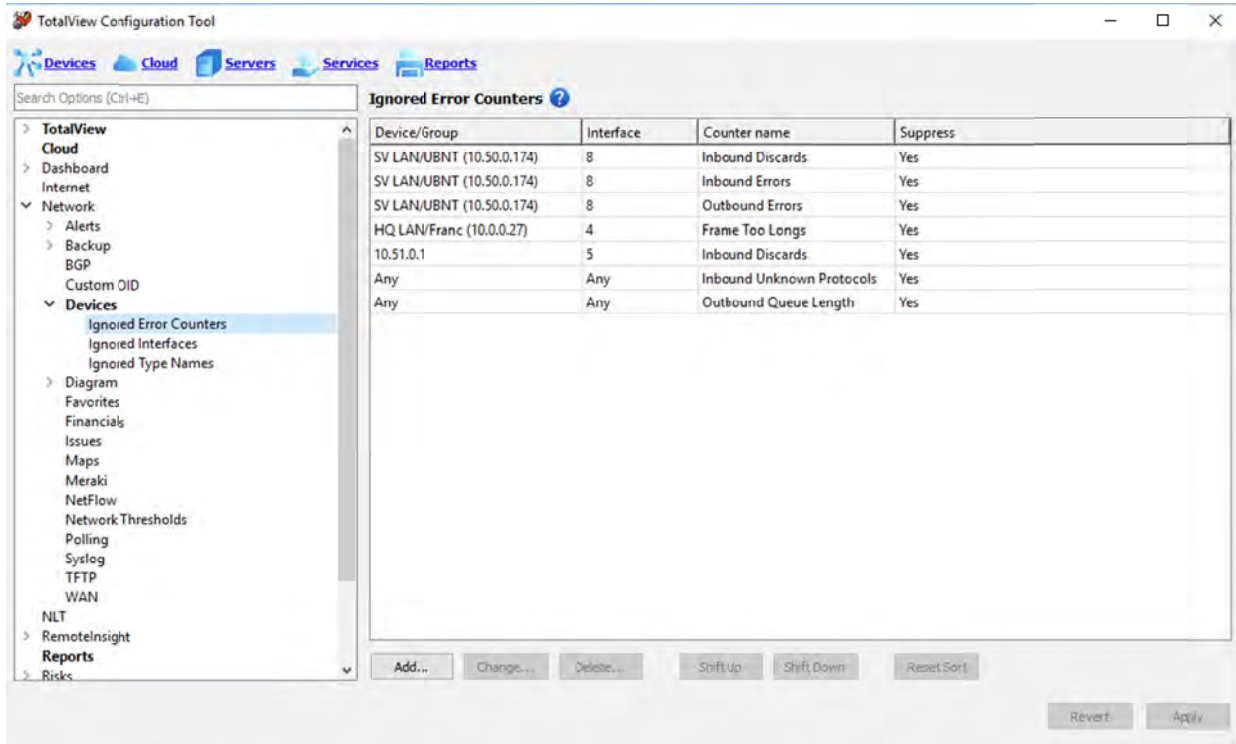 TotalView Configuration Tool
Devices Cloud Servers Services Reports
Search Options (Ctrl+E)
Ignored Error Counters ?
TotalView
Cloud
Dashboard
Internet
Network
Alerts
Backup
BGP
Custom OID
Devices
Ignored Error Counters
Ignored Interfaces
Ignored Type Names
Diagram
Favorites
Financials
Issues
Maps
Meraki
NetFlow
Network Thresholds
Polling
Syslog
TFTP
WAN
NLT
RemoteInsight
Reports
Risks
Device/Group Interface Counter name Suppress
SV LAN/UBNT (10.50.0.174) 8 Inbound Discards Yes
SV LAN/UBNT (10.50.0.174) 8 Inbound Errors Yes
SV LAN/UBNT (10.50.0.174) 8 Outbound Errors Yes
HQ LAN/Franc (10.0.0.27) 4 Frame Too Longs Yes
10.51.0.1 5 Inbound Discards Yes
Any Any Inbound Unknown Protocols Yes
Any Any Outbound Queue Length Yes
Add... Change... Delete... Shift Up Shift Down Reset Sort
Revert Apply